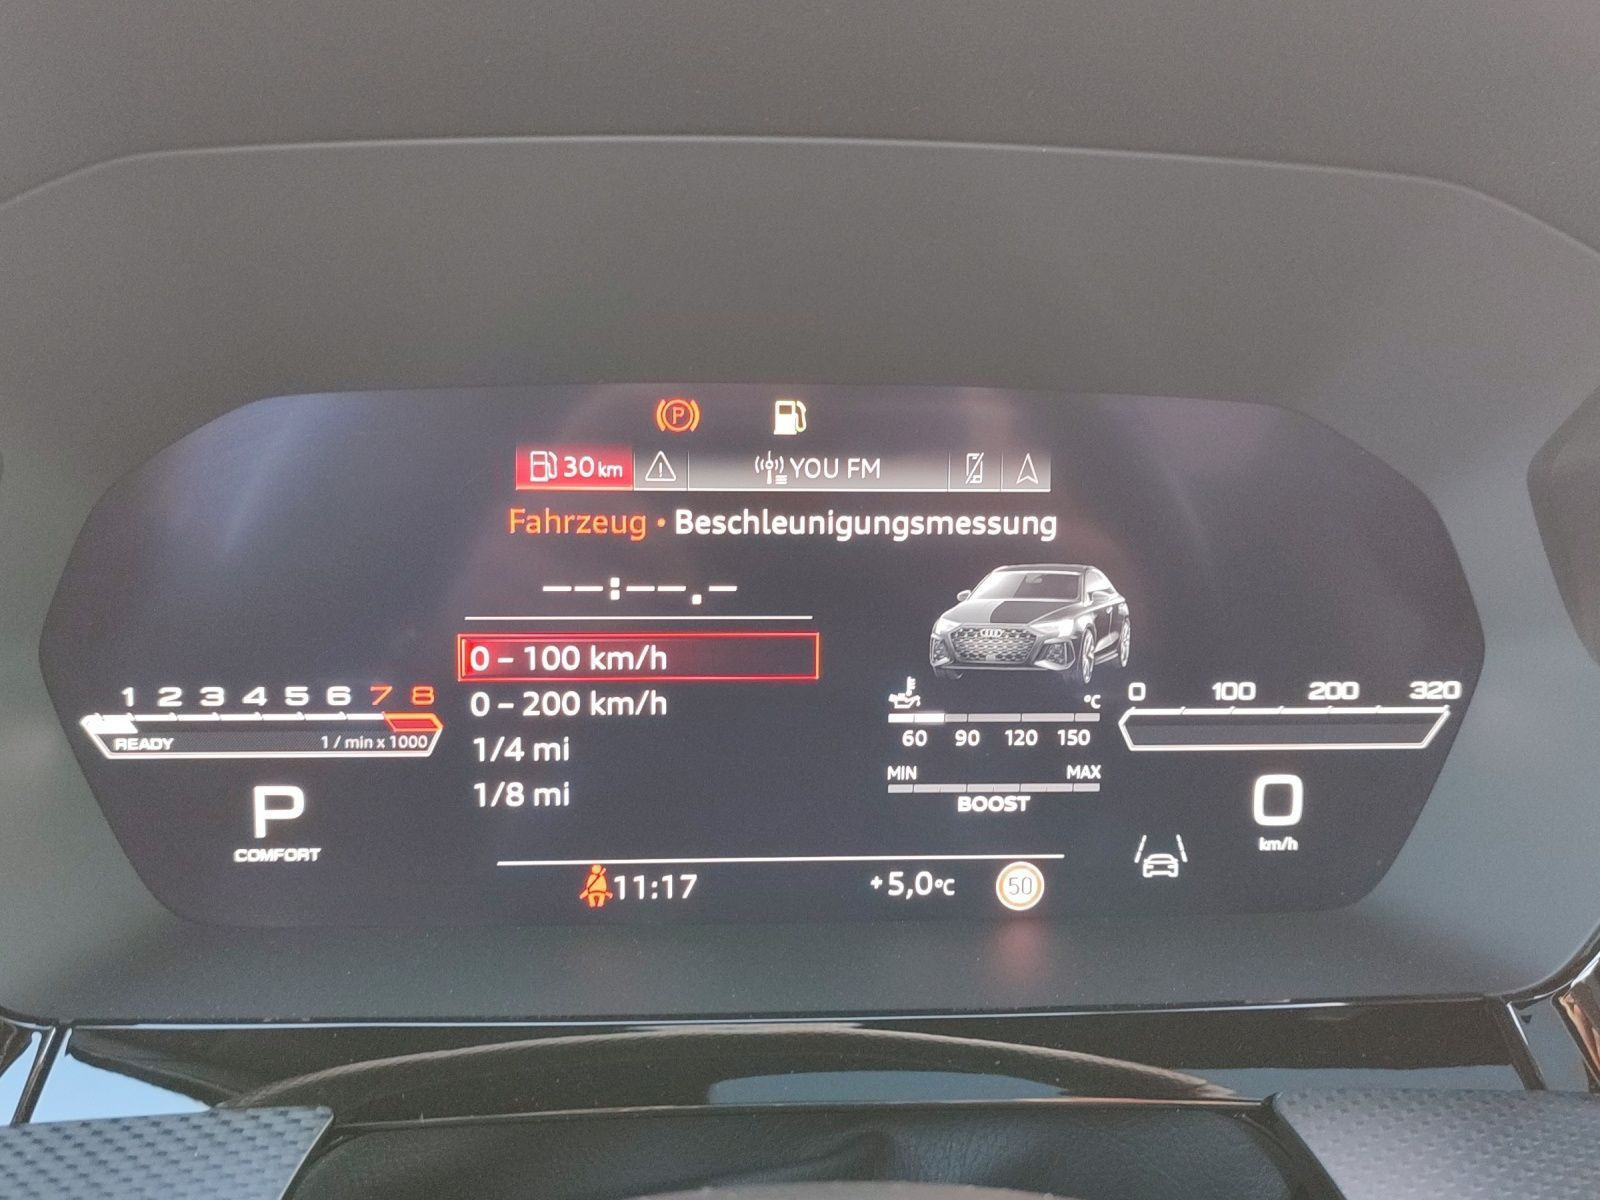 P
30 km
YOU FM
Fahrzeug • Beschleunigungsmessung
--:--.-
0 – 100 km/h
0 – 200 km/h
1/4 mi
1/8 mi
1 2 3 4 5 6 7 8
READY 1 / min x 1000
P
COMFORT
°C
60 90 120 150
MIN MAX
BOOST
0 100 200 320
0
km/h
11:17 +5,0°C 50